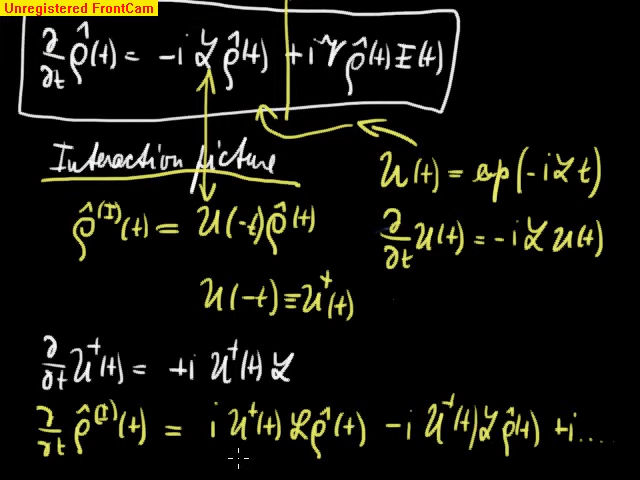 Unregistered FrontCam
∂/∂t ρ̂(t) = -i ℒ ρ̂(t) + i 𝒱 ρ̂(t) E(t)
Interaction picture
𝒰(t) = exp(-iℒt)
ρ̂^(I)(t) = 𝒰(-t) ρ̂(t)
∂/∂t 𝒰(t) = -i ℒ 𝒰(t)
𝒰(-t) ≡ 𝒰⁺(t)
∂/∂t 𝒰⁺(t) = +i 𝒰⁺(t) ℒ
∂/∂t ρ̂^(I)(t) = i 𝒰⁺(t) ℒ ρ̂(t) - i 𝒰⁺(t) ℒ ρ̂(t) + i ....